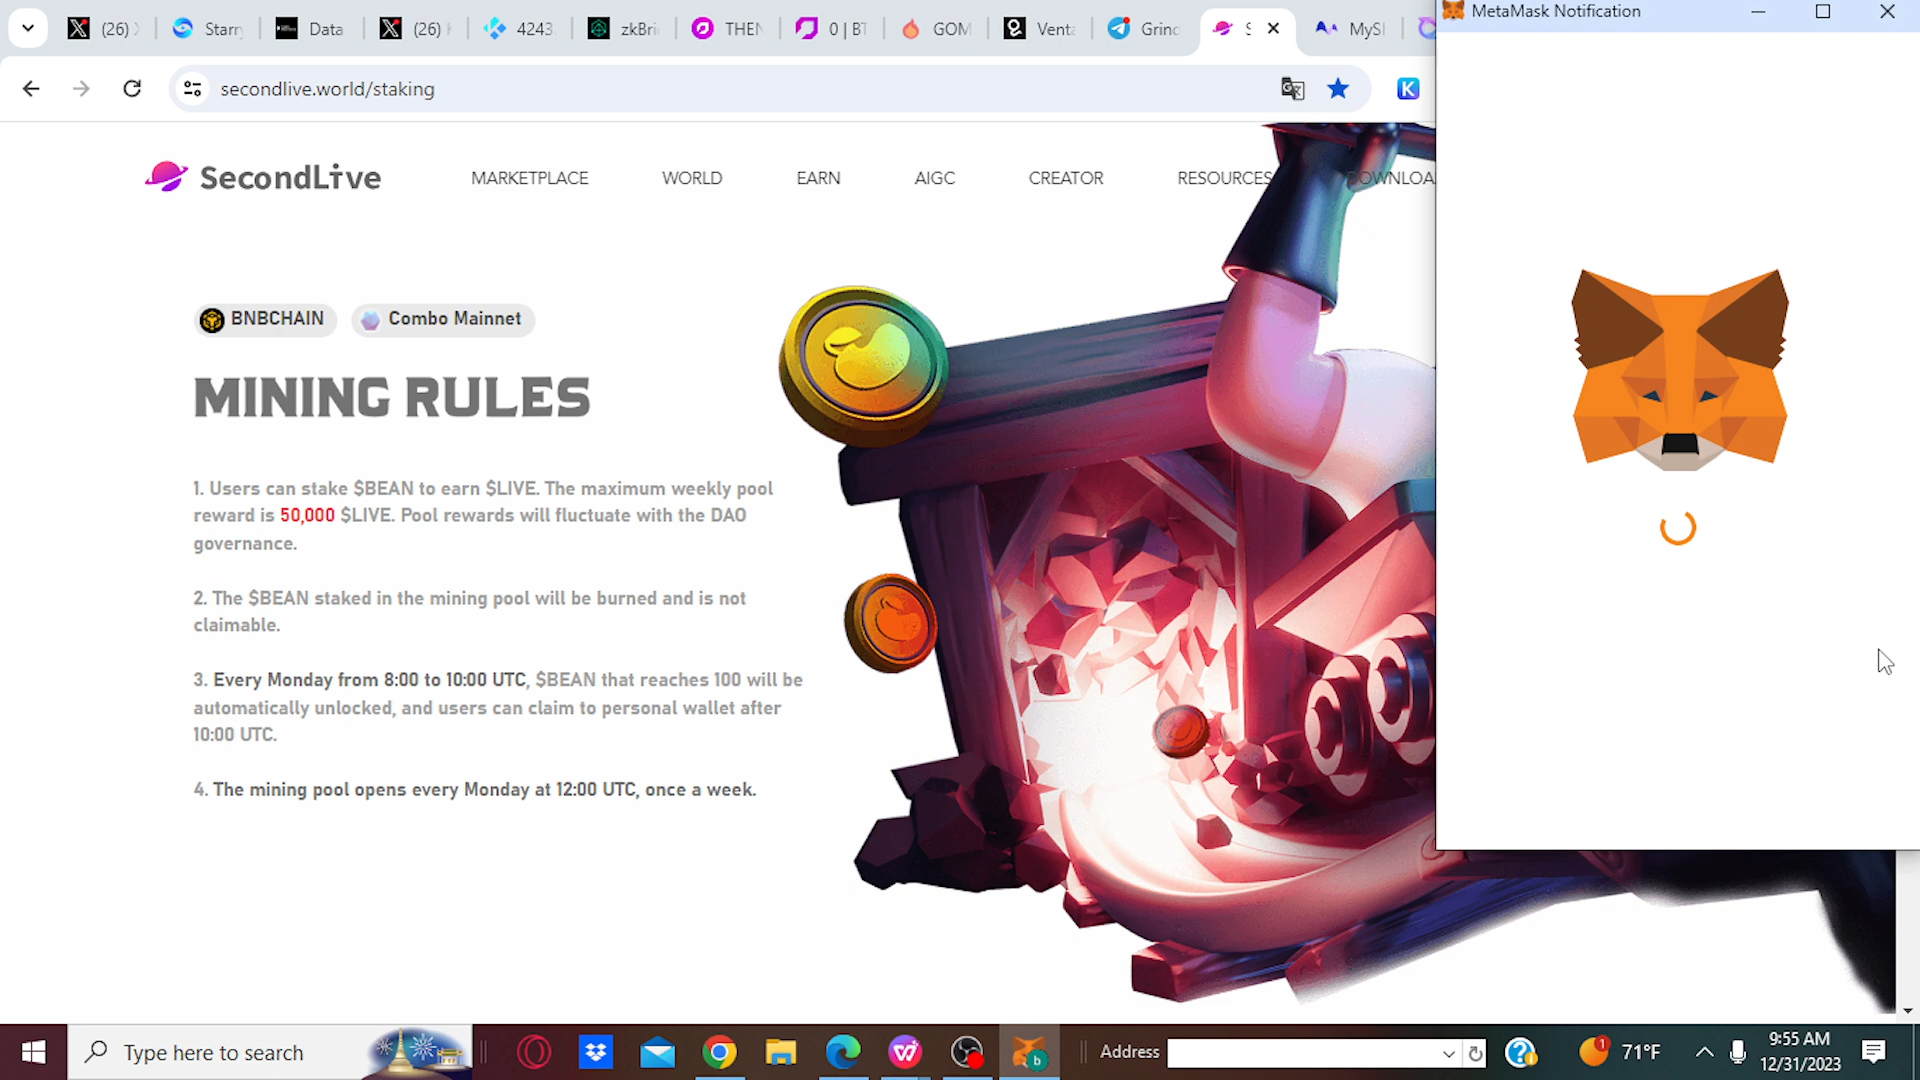 (26)
Starry
Data
(26)
4243
zkBri
THEN
0 | BT
GOM
Venta
Grinc
S
MySI
MetaMask Notification
secondlive.world/staking
K
SecondLive
MARKETPLACE
WORLD
EARN
AIGC
CREATOR
RESOURCES
DOWNLOA
BNBCHAIN
Combo Mainnet
MINING RULES
1. Users can stake $BEAN to earn $LIVE. The maximum weekly pool
reward is 50,000 $LIVE. Pool rewards will fluctuate with the DAO
governance.
2. The $BEAN staked in the mining pool will be burned and is not
claimable.
3. Every Monday from 8:00 to 10:00 UTC, $BEAN that reaches 100 will be
automatically unlocked, and users can claim to personal wallet after
10:00 UTC.
4. The mining pool opens every Monday at 12:00 UTC, once a week.
Type here to search
b
Address
1
71°F
9:55 AM
12/31/2023